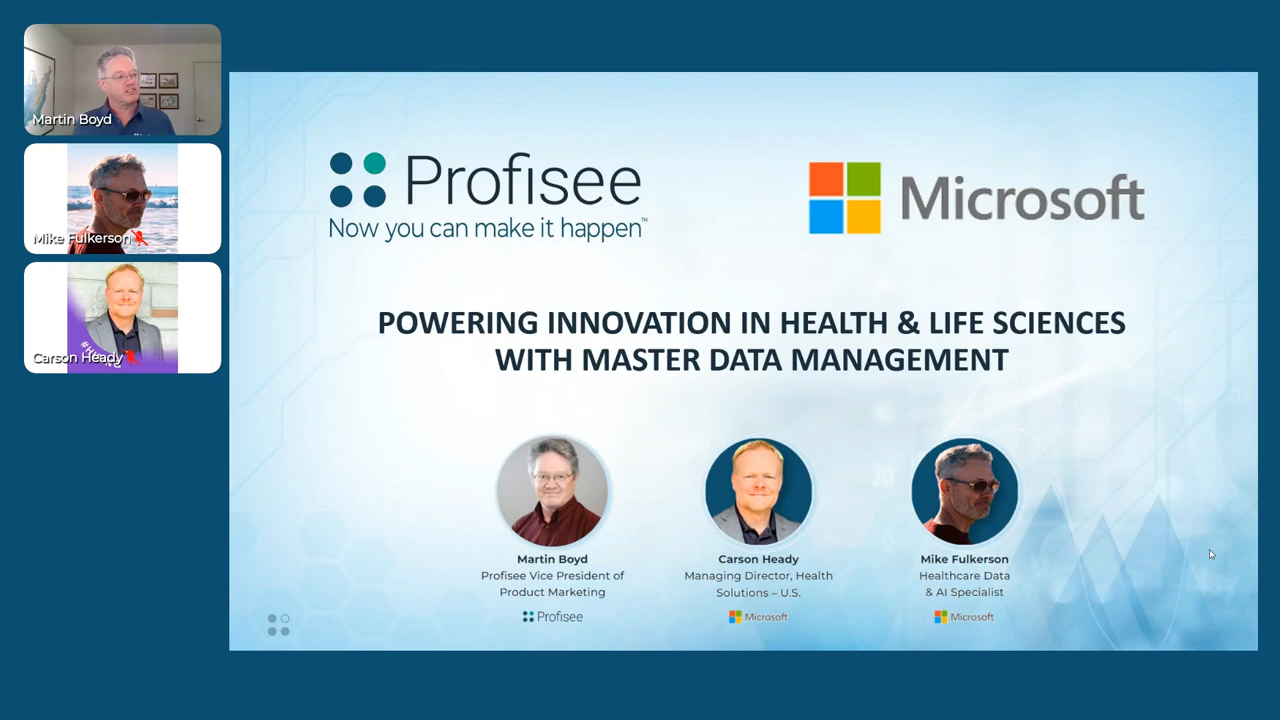 Martin Boyd
Mike Fulkerson
Carson Heady
Profisee
Now you can make it happen™
Microsoft
POWERING INNOVATION IN HEALTH & LIFE SCIENCES
WITH MASTER DATA MANAGEMENT
Martin Boyd
Profisee Vice President of
Product Marketing
Profisee
Carson Heady
Managing Director, Health
Solutions – U.S.
Microsoft
Mike Fulkerson
Healthcare Data
& AI Specialist
Microsoft